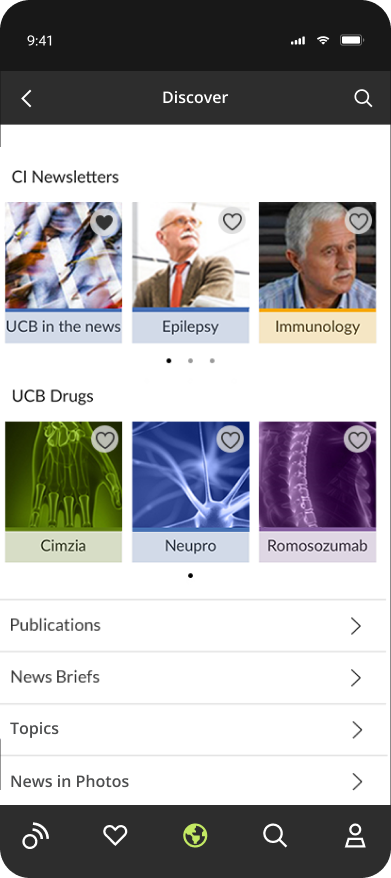 9:41
Discover
CI Newsletters
UCB in the news
Epilepsy
Immunology
UCB Drugs
Cimzia
Neupro
Romosozumab
Publications
News Briefs
Topics
News in Photos